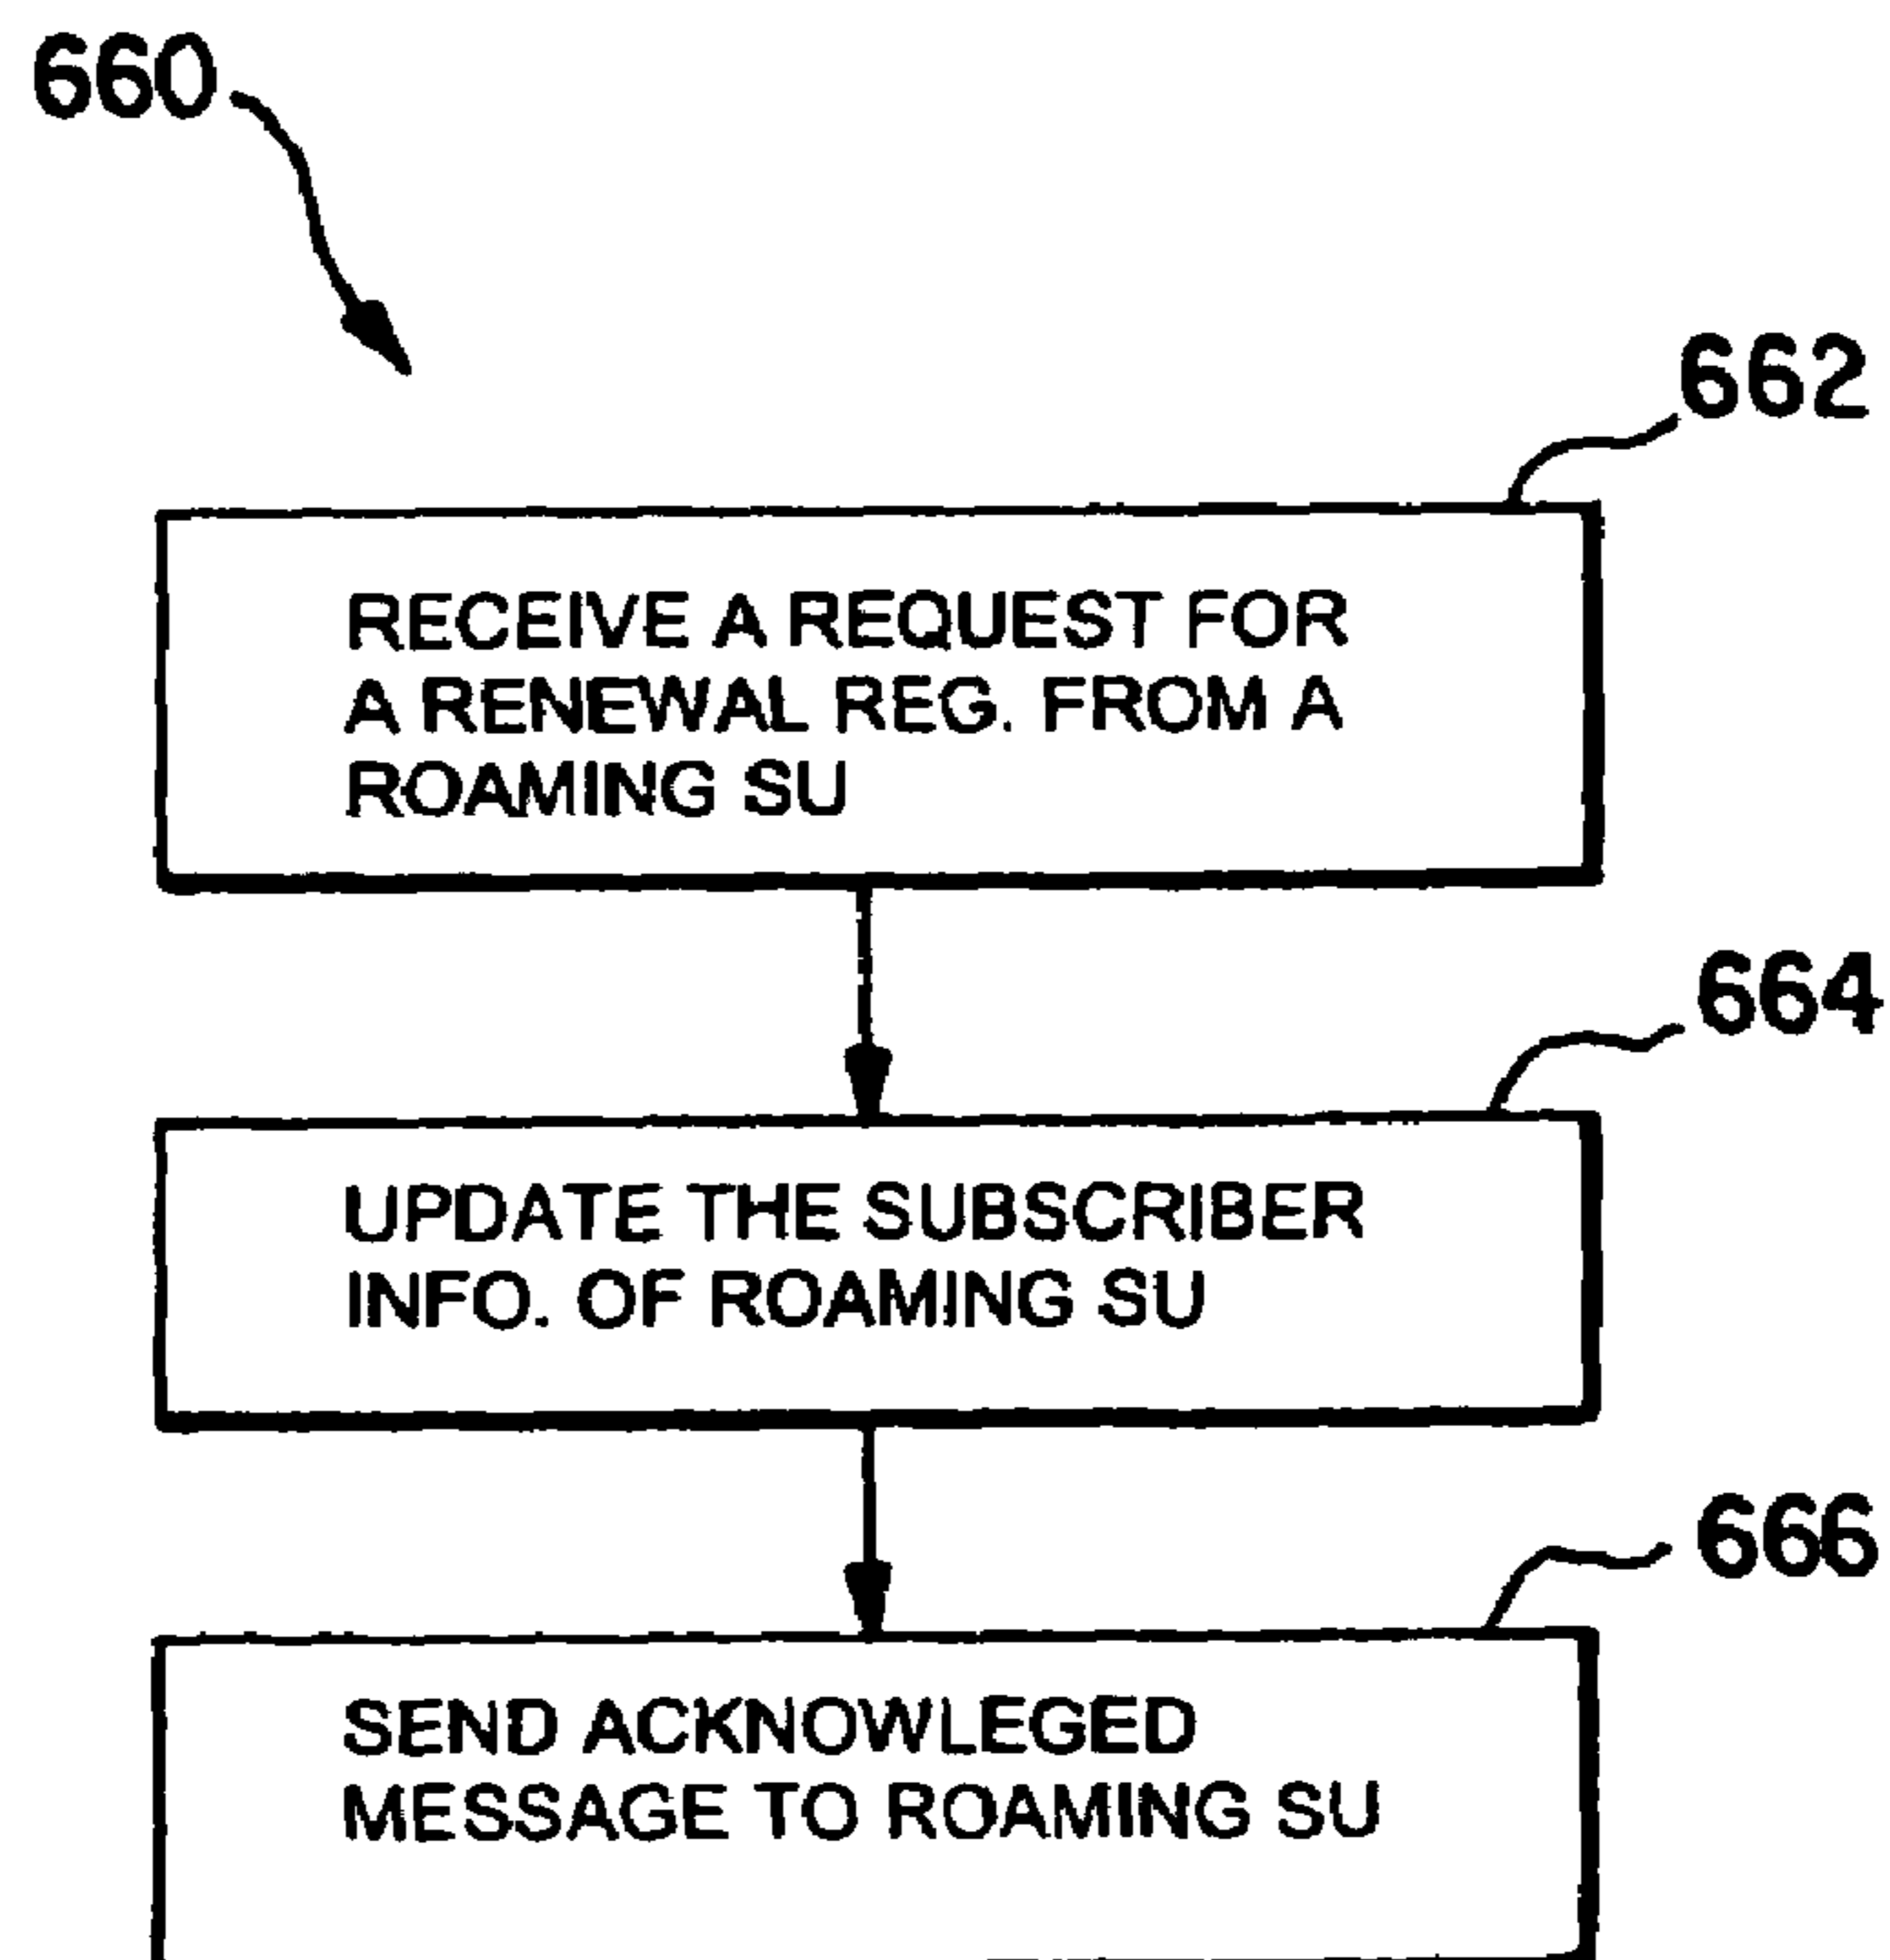 660
662
RECEIVE A REQUEST FOR
A RENEWAL REG. FROM A
ROAMING SU
664
UPDATE THE SUBSCRIBER
INFO. OF ROAMING SU
666
SEND ACKNOWLEGED
MESSAGE TO ROAMING SU